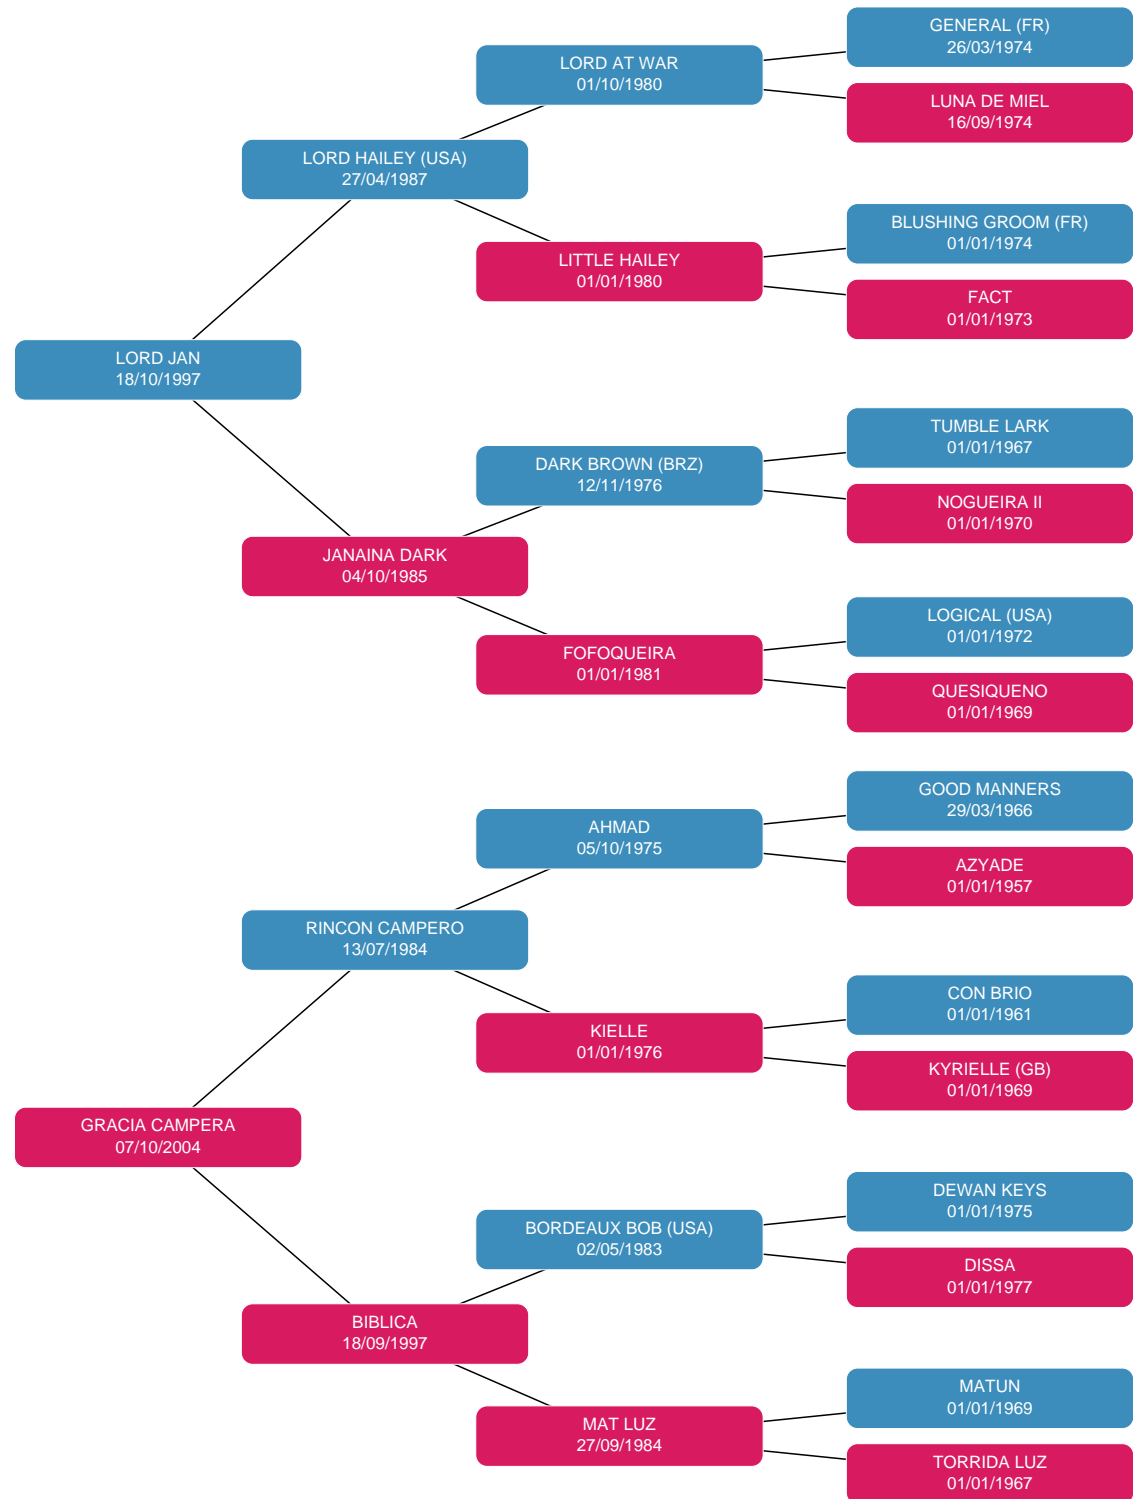 GENERAL (FR)
26/03/1974
LORD AT WAR
01/10/1980
LUNA DE MIEL
16/09/1974
LORD HAILEY (USA)
27/04/1987
BLUSHING GROOM (FR)
01/01/1974
LITTLE HAILEY
01/01/1980
FACT
01/01/1973
LORD JAN
18/10/1997
TUMBLE LARK
01/01/1967
DARK BROWN (BRZ)
12/11/1976
NOGUEIRA II
01/01/1970
JANAINA DARK
04/10/1985
LOGICAL (USA)
01/01/1972
FOFOQUEIRA
01/01/1981
QUESIQUENO
01/01/1969
GOOD MANNERS
29/03/1966
AHMAD
05/10/1975
AZYADE
01/01/1957
RINCON CAMPERO
13/07/1984
CON BRIO
01/01/1961
KIELLE
01/01/1976
KYRIELLE (GB)
01/01/1969
GRACIA CAMPERA
07/10/2004
DEWAN KEYS
01/01/1975
BORDEAUX BOB (USA)
02/05/1983
DISSA
01/01/1977
BIBLICA
18/09/1997
MATUN
01/01/1969
MAT LUZ
27/09/1984
TORRIDA LUZ
01/01/1967